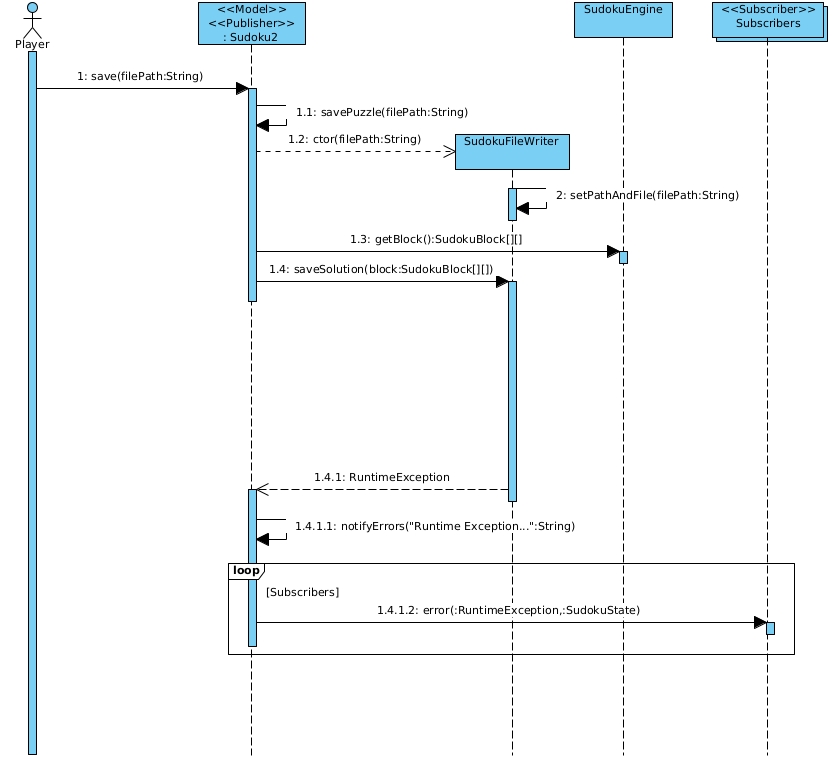 <<Model>>
<<Publisher>>
: Sudoku2
SudokuEngine
<<Subscriber>>
Subscribers
Player
1: save(filePath:String)
1.1: savePuzzle(filePath:String)
1.2: ctor(filePath:String)
SudokuFileWriter
2: setPathAndFile(filePath:String)
1.3: getBlock():SudokuBlock[][]
1.4: saveSolution(block:SudokuBlock[][])
1.4.1: RuntimeException
1.4.1.1: notifyErrors("Runtime Exception...":String)
loop
[Subscribers]
1.4.1.2: error(:RuntimeException,:SudokuState)